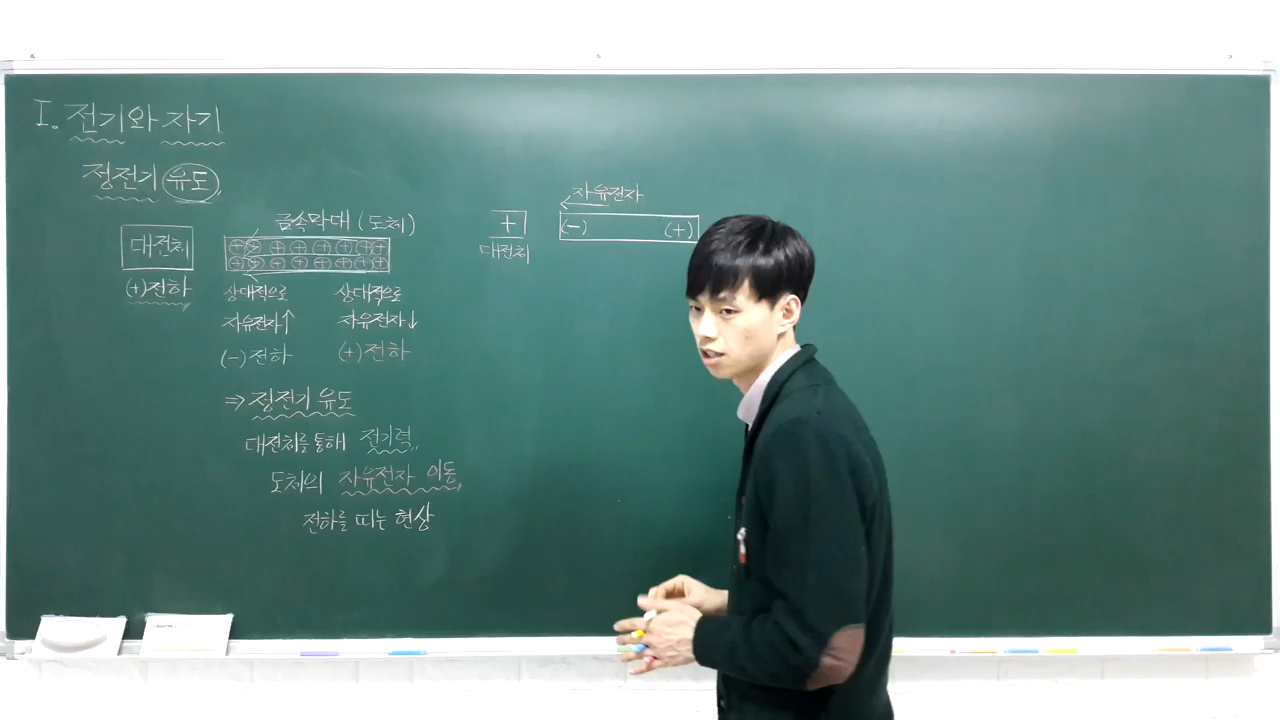 I. 전기와 자기
정전기 유도
대전체
(+)전하
금속막대 (도체)
상대적으로
자유전자↑
(-)전하
상대적으로
자유전자↓
(+)전하
⇒ 정전기 유도
대전체를 통해 전기력
도체의 자유전자 이동
전하를 띠는 현상
+
대전체
자유전자
(-) (+)